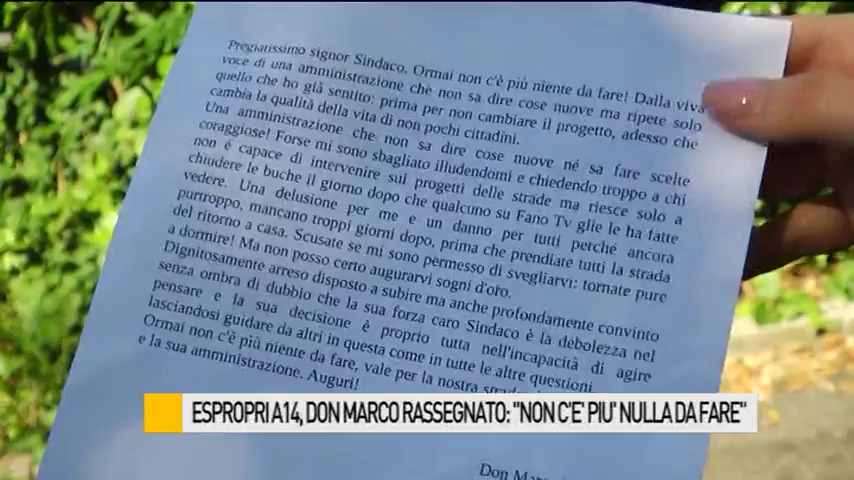 Pregiatissimo signor Sindaco. Ormai non c'è più niente da fare! Dalla viva
voce di una amministrazione che non sa dire cose nuove ma ripete solo
quello che ho già sentito: prima per non cambiare il progetto, adesso che
cambia la qualità della vita di non pochi cittadini.
Una amministrazione che non sa dire cose nuove né sa fare scelte
coraggiose! Forse mi sono sbagliato illudendomi e chiedendo troppo a chi
non é capace di intervenire sui progetti delle strade ma riesce solo a
chiudere le buche il giorno dopo che qualcuno su Fano Tv glie le ha fatte
vedere. Una delusione per me e un danno per tutti perché ancora
purtroppo, mancano troppi giorni dopo, prima che prendiate tutti la strada
del ritorno a casa. Scusate se mi sono permesso di svegliarvi: tornate pure
a dormire! Ma non posso certo augurarvi sogni d'oro.
Dignitosamente arreso disposto a subire ma anche profondamente convinto
senza ombra di dubbio che la sua forza caro Sindaco è la debolezza nel
pensare e la sua decisione è proprio tutta nell'incapacità di agire
lasciandosi guidare da altri in questa come in tutte le altre questioni
Ormai non c'è più niente da fare, vale per la nostra
e la sua amministrazione. Auguri!
ESPROPRI A14, DON MARCO RASSEGNATO: "NON C'E' PIU' NULLA DA FARE"
Don